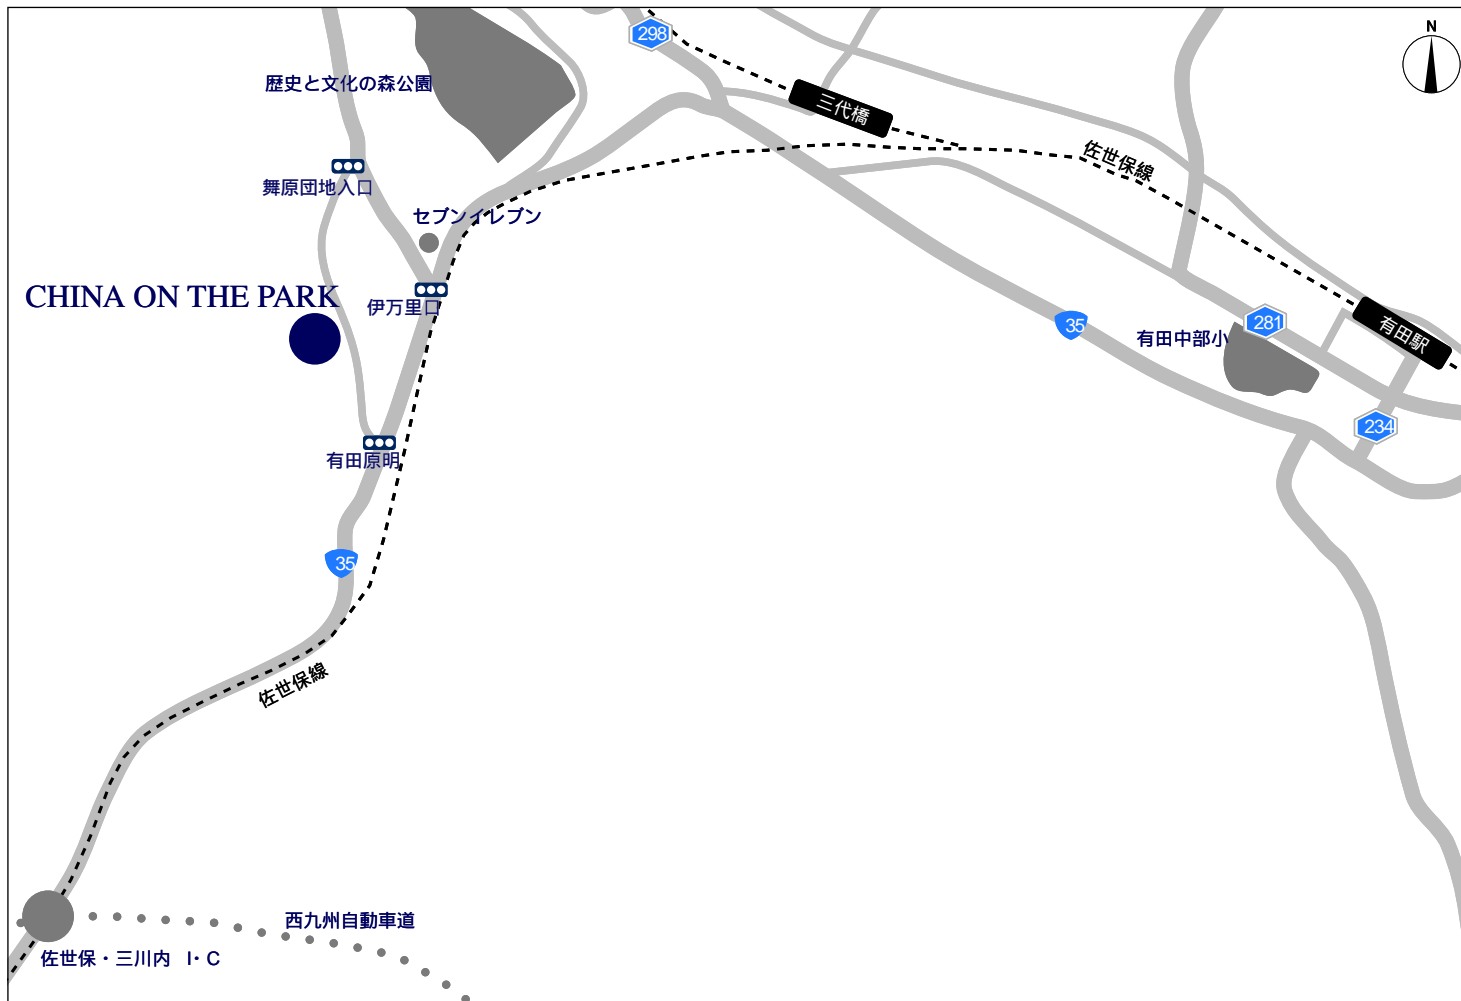 N
298
歴史と文化の森公園
三代橋
佐世保線
舞原団地入口
セブンイレブン
CHINA ON THE PARK
伊万里口
35
有田中部小
281
有田駅
234
有田原明
35
佐世保線
西九州自動車道
佐世保・三川内 I・C